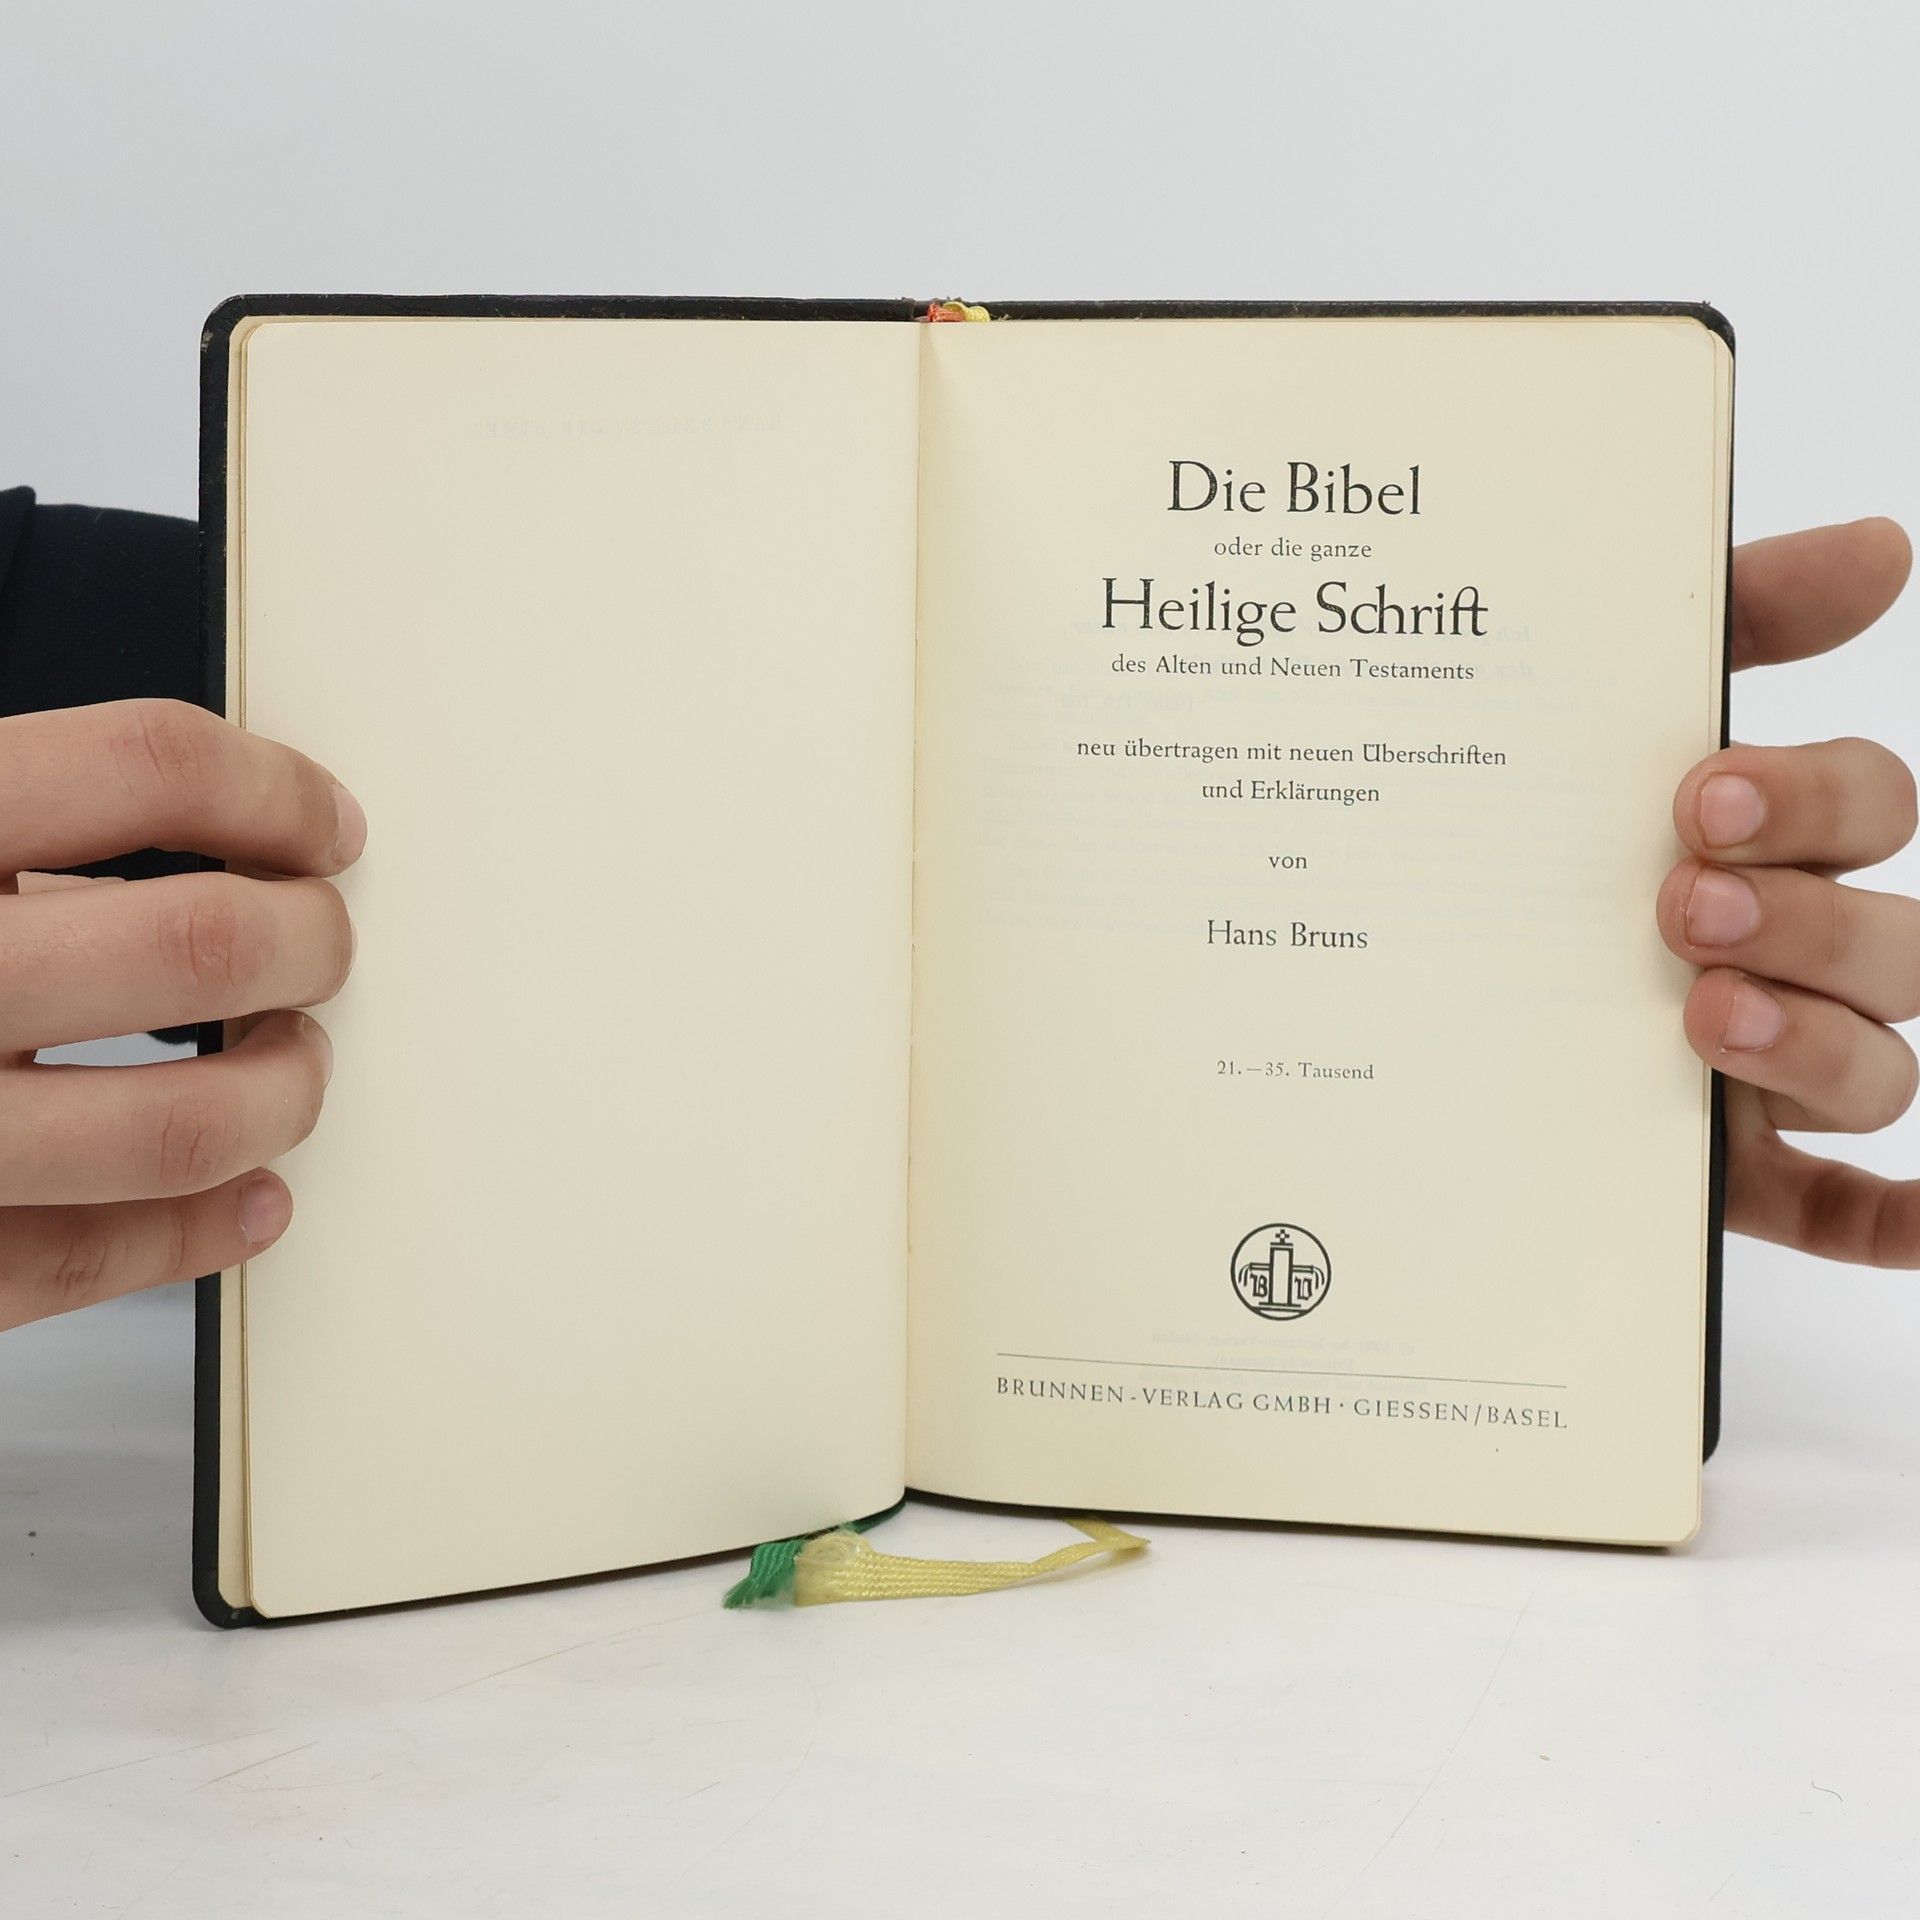 Die Bibel
oder die ganze
Heilige Schrift
des Alten und Neuen Testaments
neu übertragen mit neuen Überschriften
und Erklärungen
von
Hans Bruns
21.—35. Tausend
B V
BRUNNEN-VERLAG GMBH · GIESSEN/BASEL